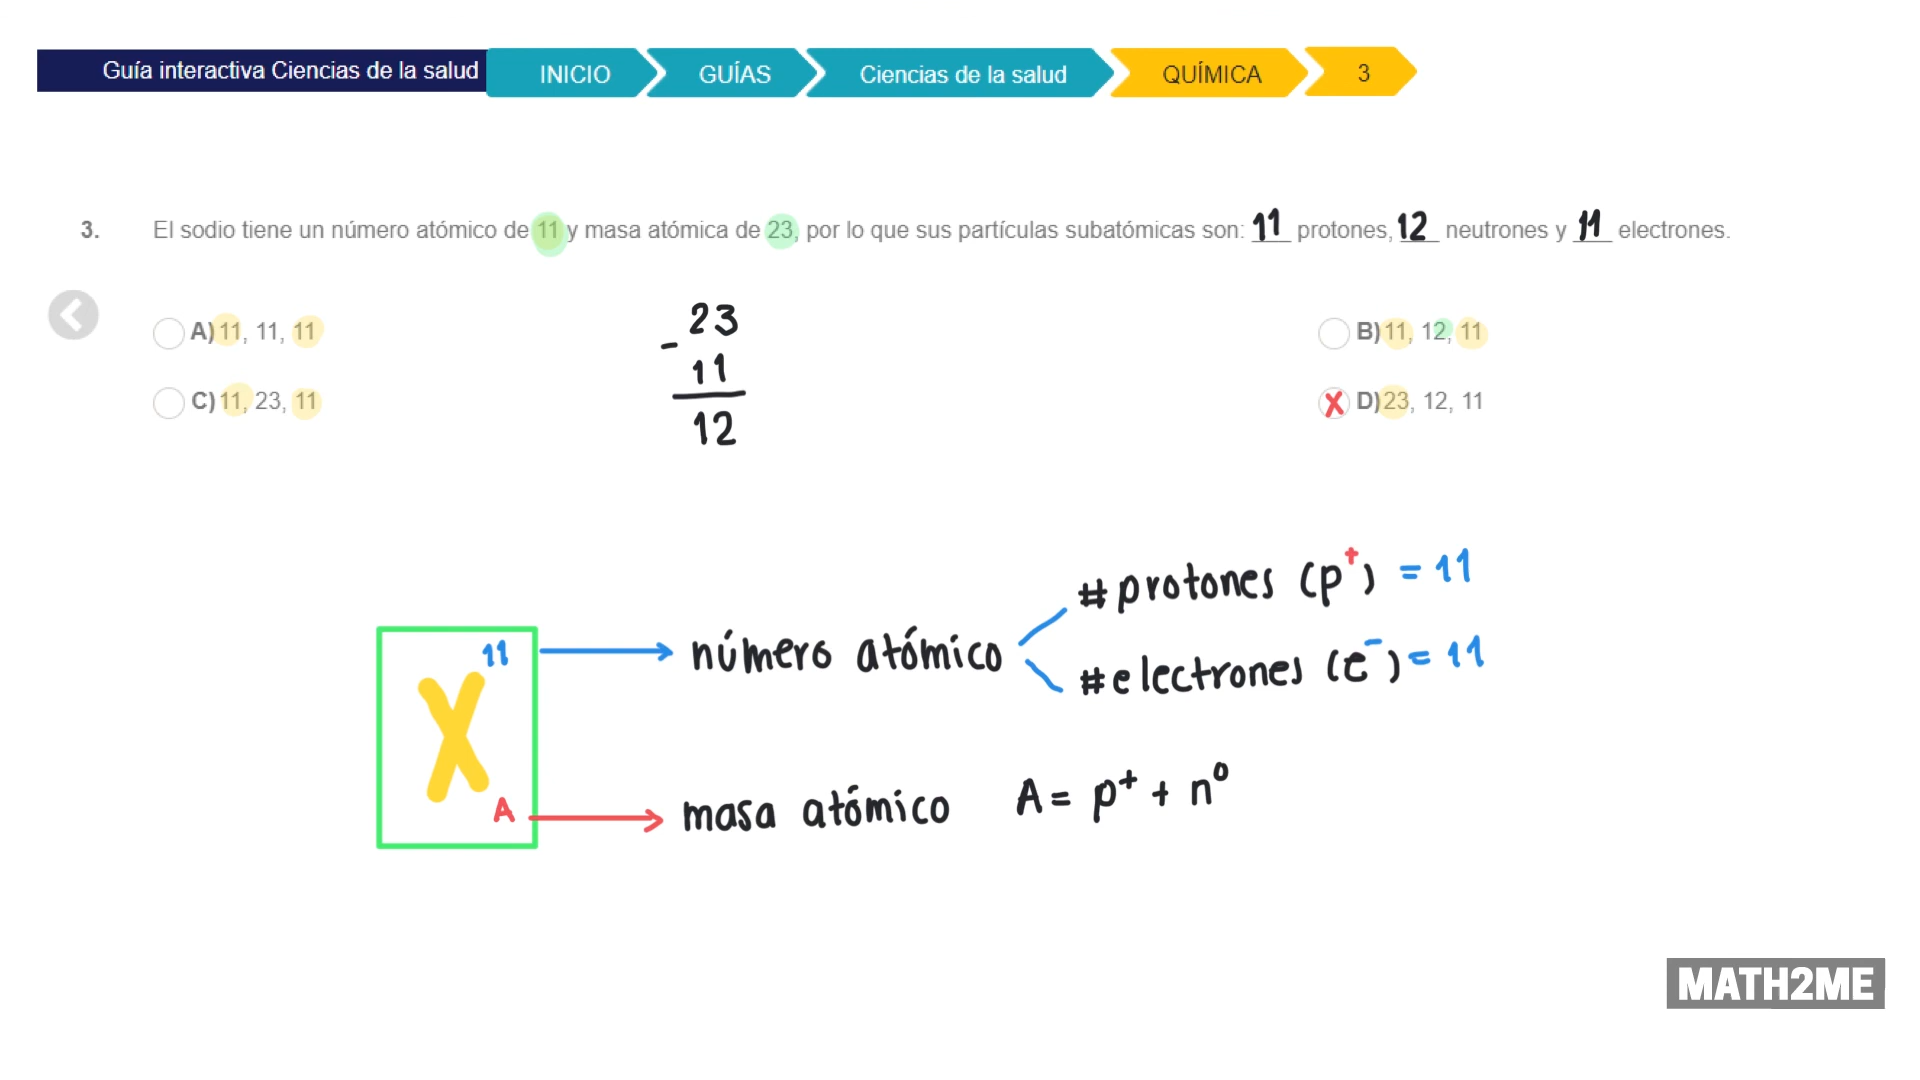 Guía interactiva Ciencias de la salud INICIO GUÍAS Ciencias de la salud QUÍMICA 3
3. El sodio tiene un número atómico de 11 y masa atómica de 23, por lo que sus partículas subatómicas son: 11 protones, 12 neutrones y 11 electrones.
A) 11, 11, 11
B) 11, 12, 11
C) 11, 23, 11
X D) 23, 12, 11
23
- 11
12
#protones (p+) = 11
11 número atómico
#electrones (e-) = 11
X
A masa atómico A = p+ + n0
MATH2ME